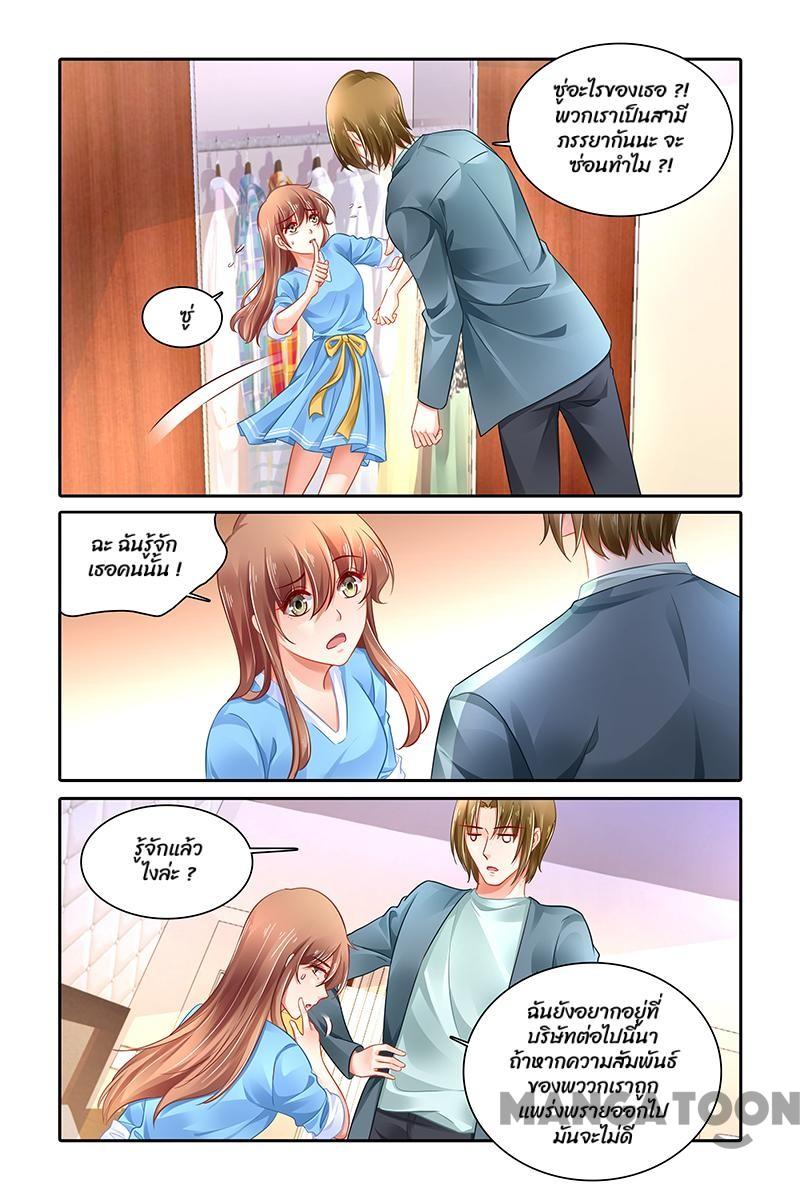 ซู่อะไรของเธอ ?!
พวกเราเป็นสามี
ภรรยากันนะ จะ
ซ่อนทำไม ?!
ซู่
ฉะ ฉันรู้จัก
เธอคนนั้น !
รู้จักแล้ว
ไงล่ะ ?
ฉันยังอยากอยู่ที่
บริษัทต่อไปนี่นา
ถ้าหากความสัมพันธ์
ของพววกเราถูก
แพร่งพรายออกไป
มันจะไม่ดี
MANGATOON